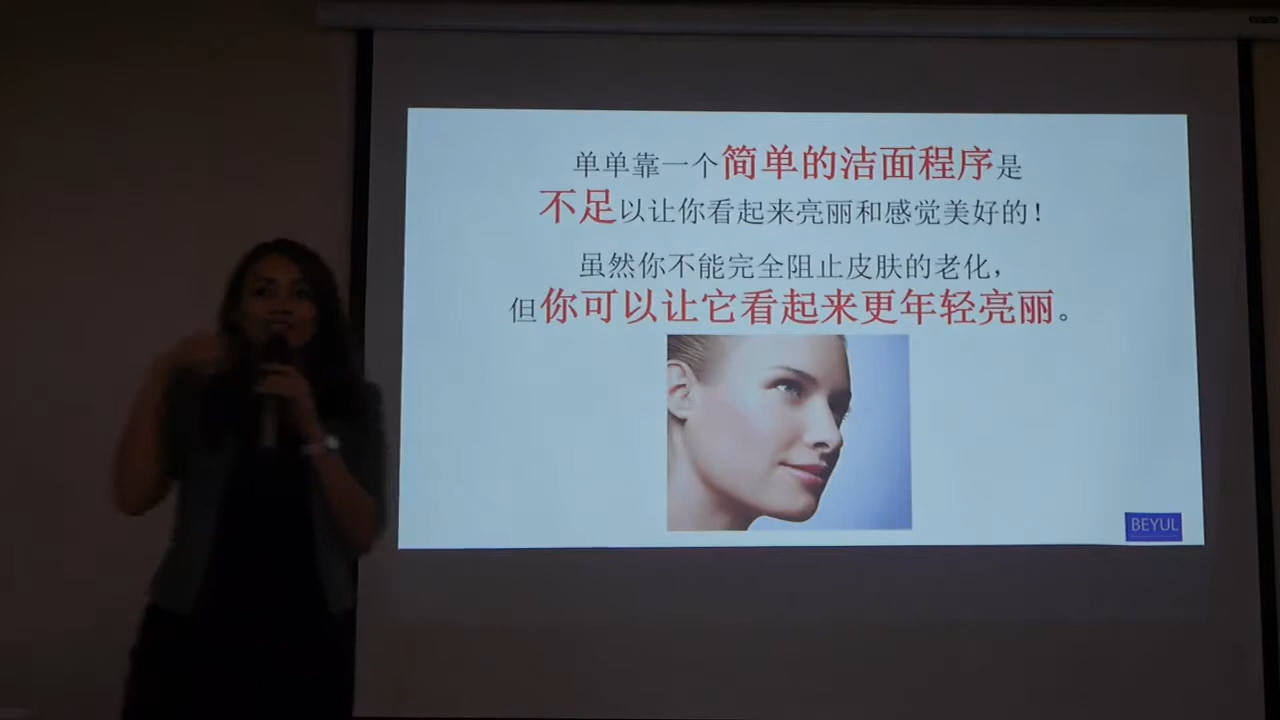 单单靠一个简单的洁面程序是
不足以让你看起来亮丽和感觉美好的！
虽然你不能完全阻止皮肤的老化，
但你可以让它看起来更年轻亮丽。
BEYUL